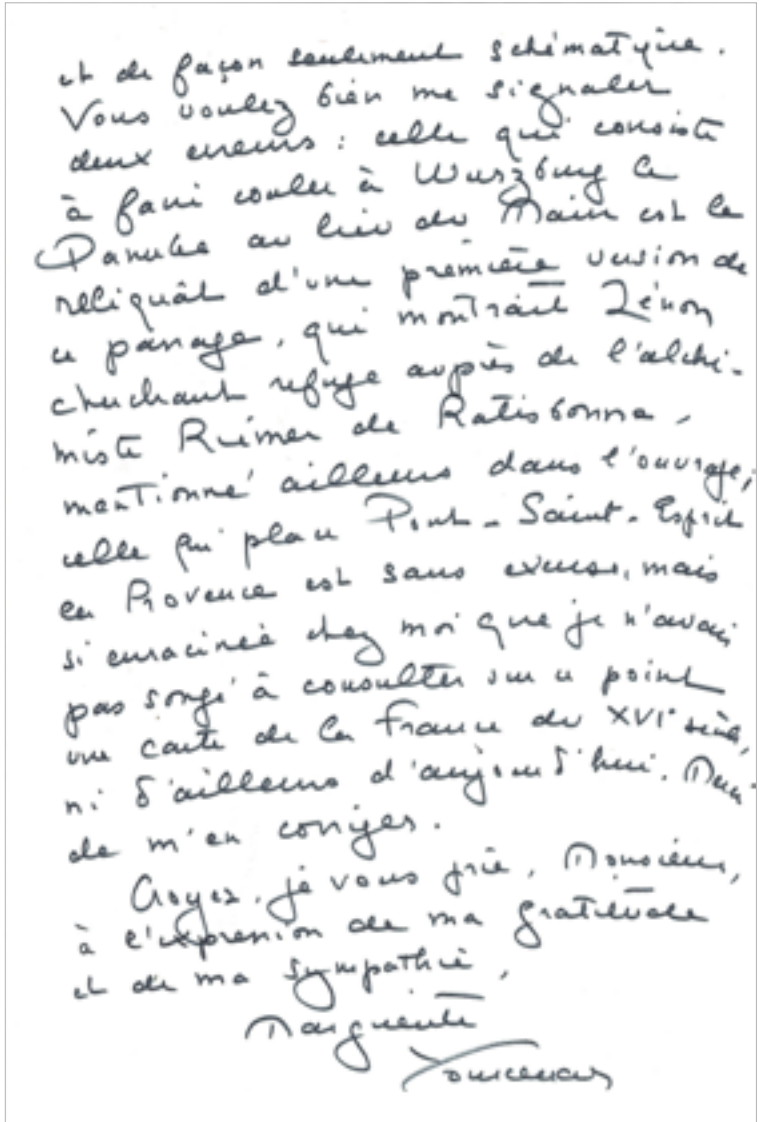 et de façon seulement schématique.
Vous voulez bien me signaler
deux erreurs : celle qui consiste
à faire couler à Wurzburg le
Danube au lieu du Main est le
reliquat d'une première version de
ce passage, qui montrait Zénon
cherchant refuge auprès de l'alchi-
miste Riemer de Ratisbonne,
mentionné ailleurs dans l'ouvrage;
celle qui place Pont-Saint-Esprit
en Provence est sans excuse, mais
si enracinée chez moi que je n'avais
pas songé à consulter sur ce point
une carte de la France du XVIe siècle,
ni d'ailleurs d'aujourd'hui. Merci
de m'en corriger.
Croyez, je vous prie, Monsieur,
à l'expression de ma gratitude
et de ma sympathie,
Marguerite
Yourcenar